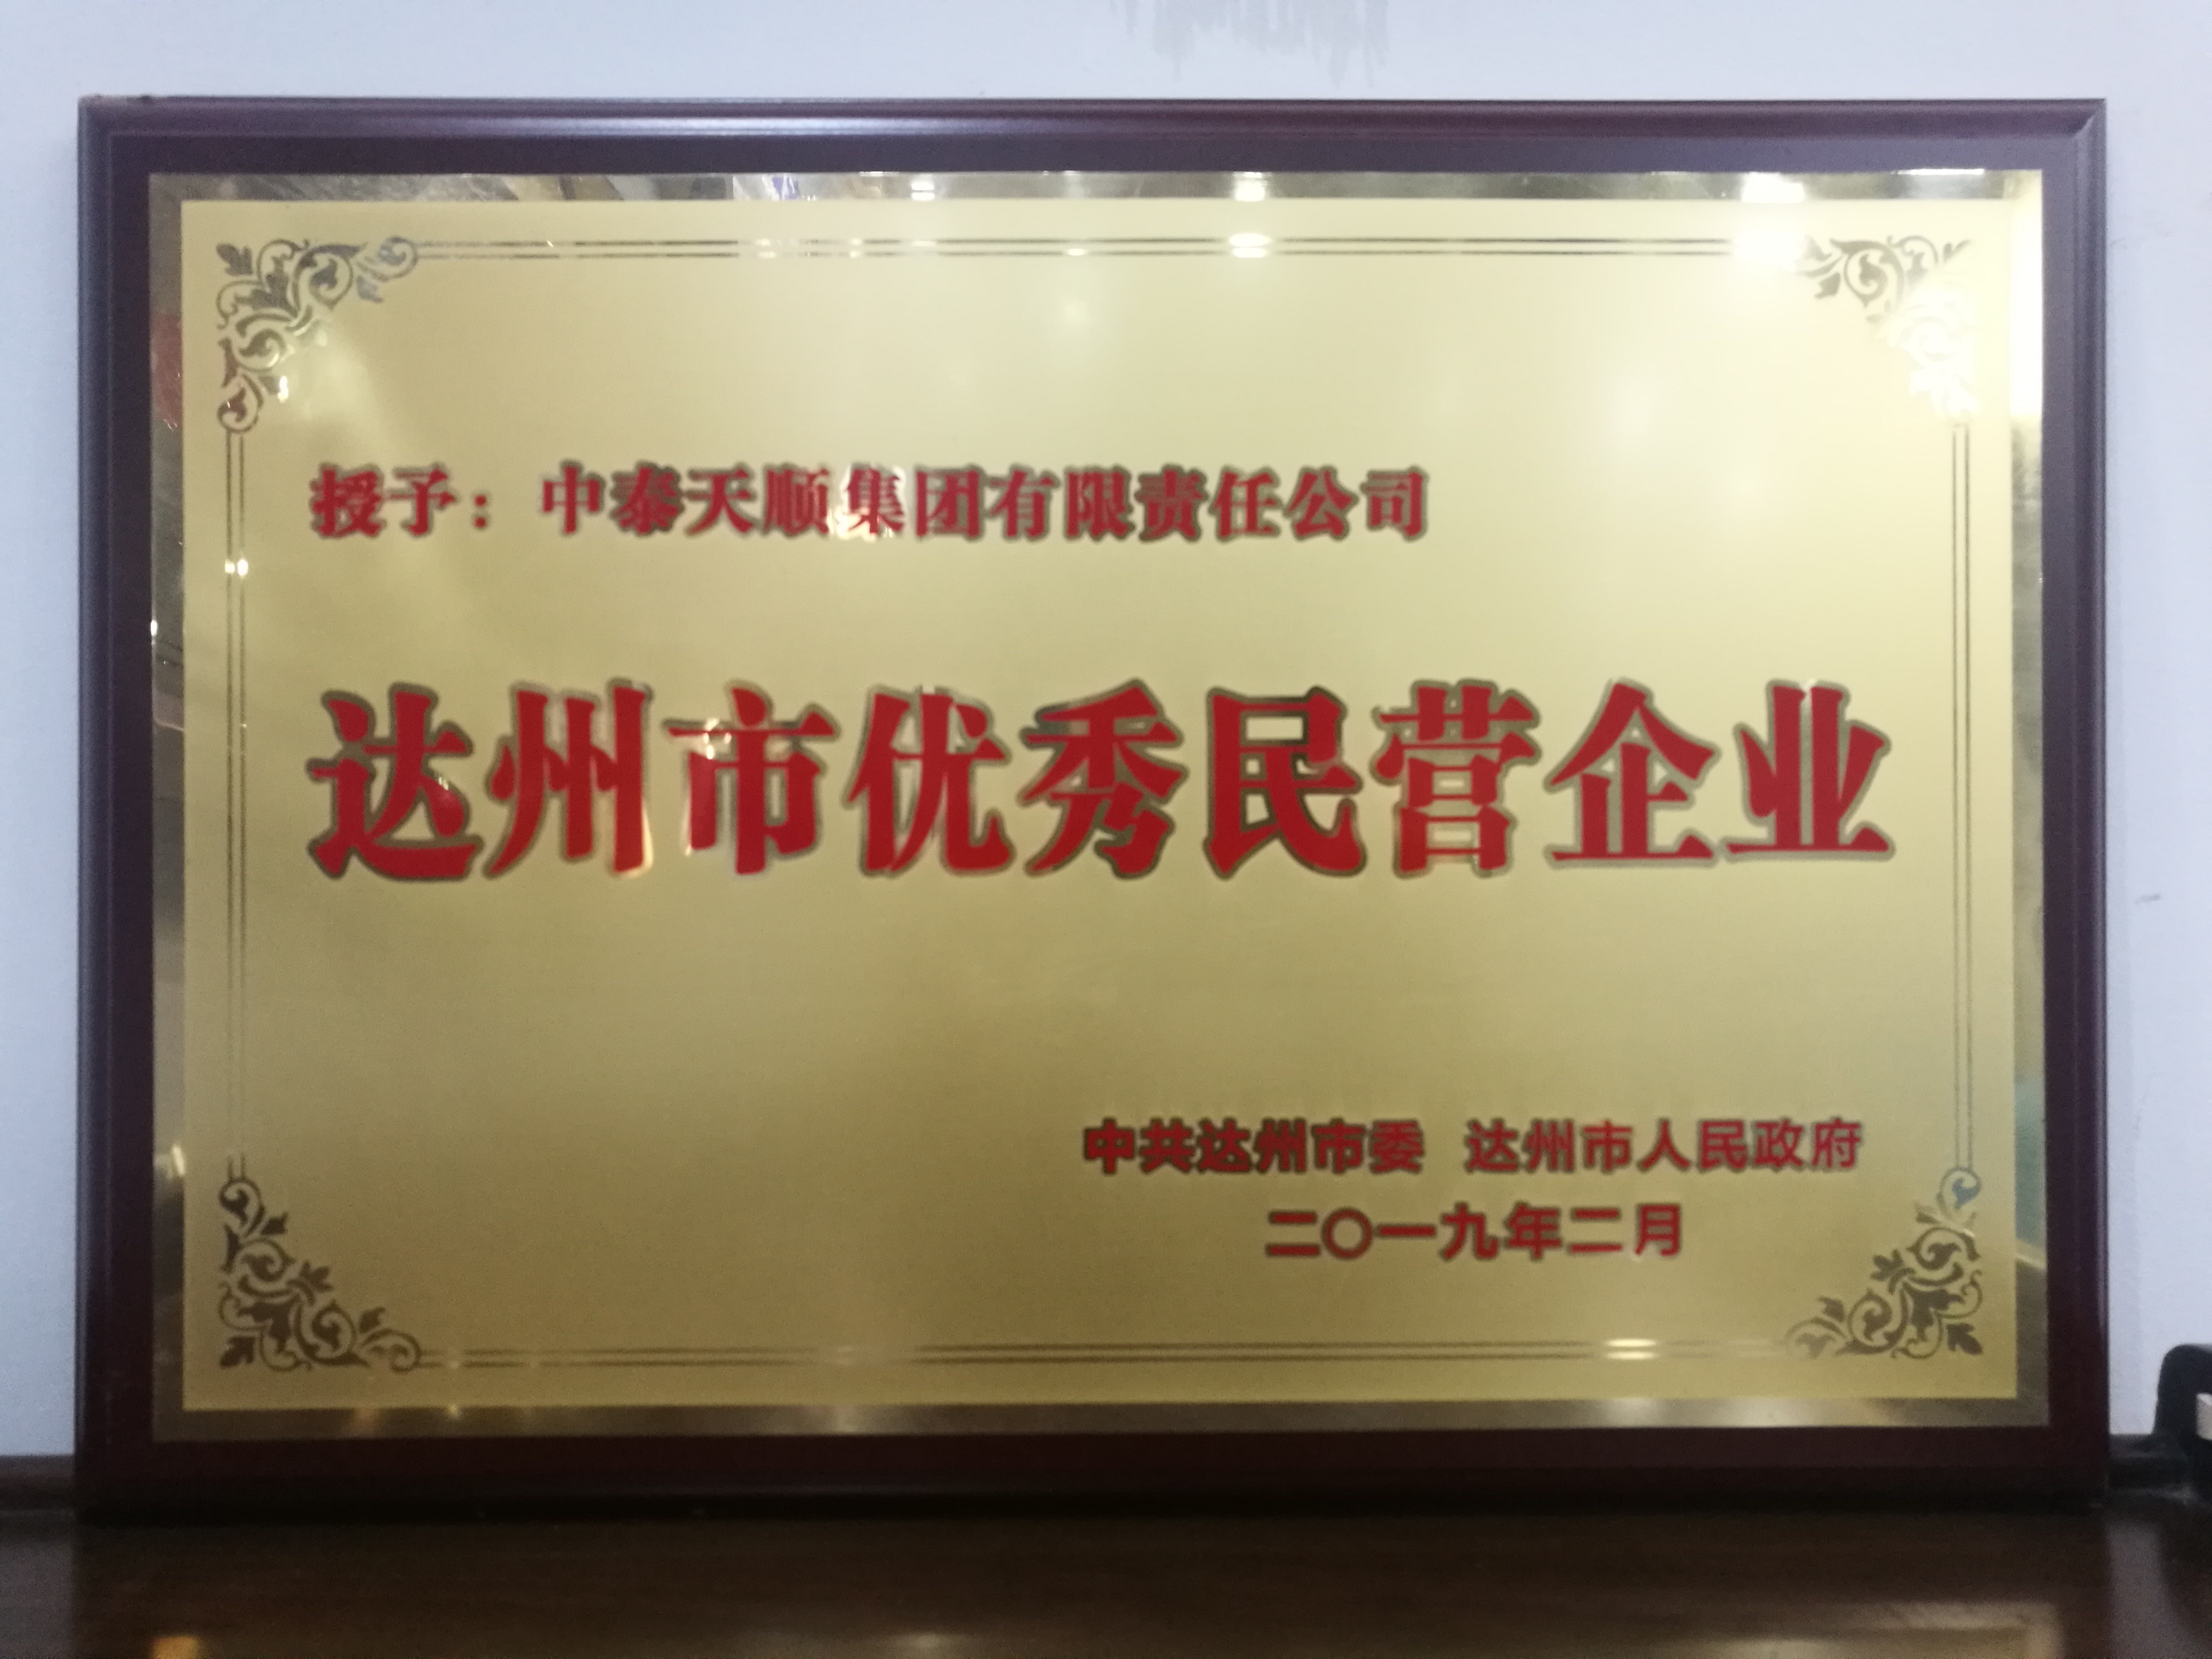 授予：中泰天顺集团有限责任公司
达州市优秀民营企业
中共达州市委 达州市人民政府
二〇一九年二月